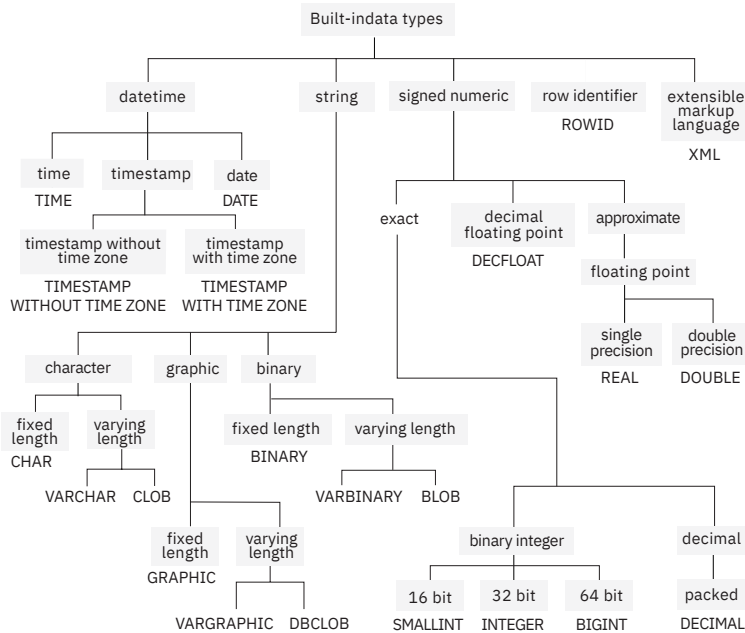 Built-indata types
datetime
string
signed numeric
row identifier
ROWID
extensible
markup
language
XML
time
TIME
timestamp
date
DATE
timestamp without
time zone
TIMESTAMP
WITHOUT TIME ZONE
timestamp
with time zone
TIMESTAMP
WITH TIME ZONE
exact
decimal
floating point
DECFLOAT
approximate
floating point
single
precision
REAL
double
precision
DOUBLE
character
graphic
binary
fixed
length
CHAR
varying
length
VARCHAR
CLOB
fixed length
BINARY
varying length
VARBINARY
BLOB
fixed
length
GRAPHIC
varying
length
VARGRAPHIC
DBCLOB
binary integer
decimal
16 bit
SMALLINT
32 bit
INTEGER
64 bit
BIGINT
packed
DECIMAL